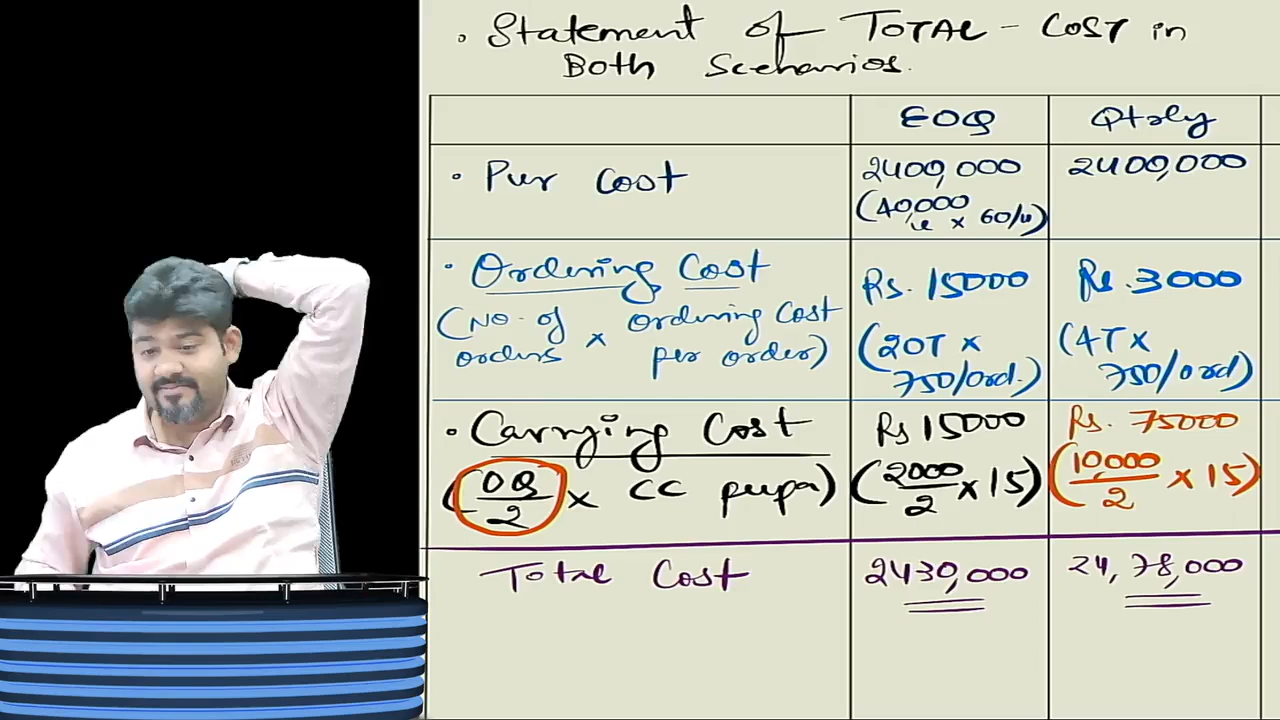 • Statement of TOTAL - COST in
Both Scenarios.
EOQ Qtrly
• Pur Cost 2400,000 2400,000
(40,000 u × 60/u)
• Ordering Cost Rs. 15000 Rs. 3000
(No. of orders × ordering cost per order) (20T × 750/ord.) (4T × 750/ord)
• Carrying Cost Rs 15000 Rs. 75000
(OQ/2 × CC pupa) (2000/2 × 15) (10,000/2 × 15)
Total Cost 2430,000 24,78,000